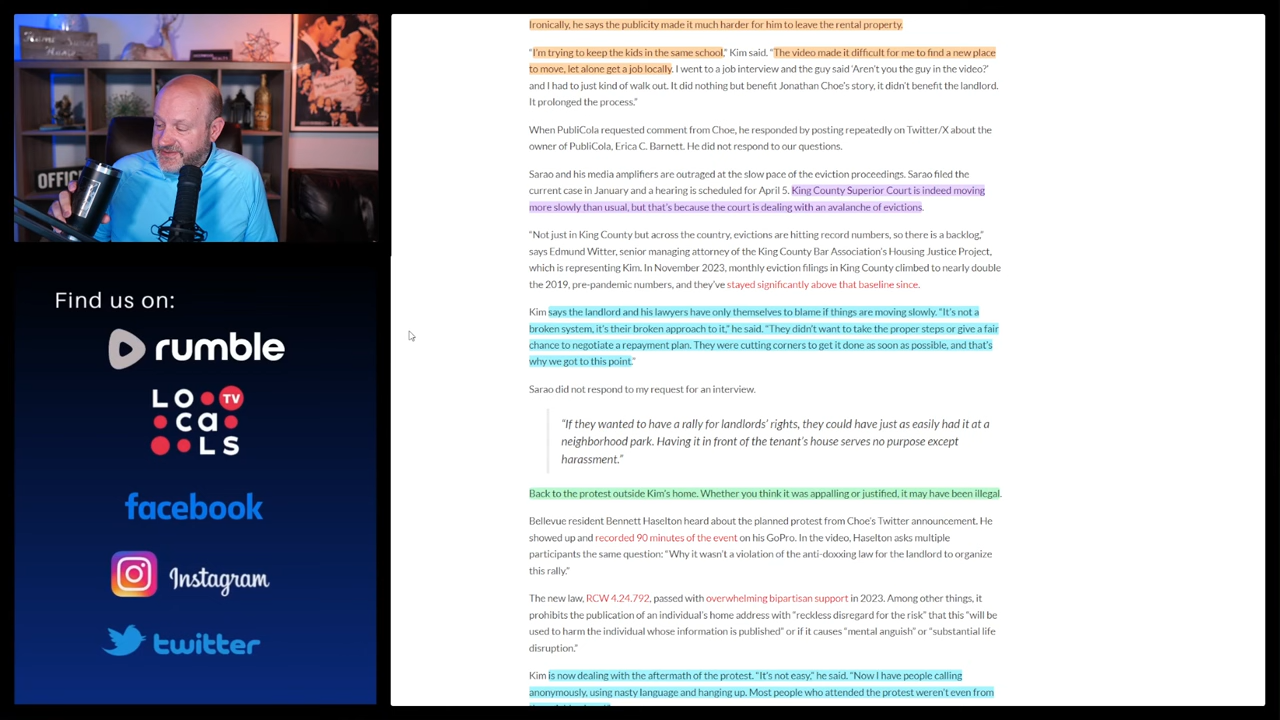 Ironically, he says the publicity made it much harder for him to leave the rental property.
“I’m trying to keep the kids in the same school,” Kim said. “The video made it difficult for me to find a new place
to move, let alone get a job locally. I went to a job interview and the guy said ‘Aren’t you the guy in the video?’
and I had to just kind of walk out. It did nothing but benefit Jonathan Choe’s story, it didn’t benefit the landlord.
It prolonged the process.”
When PubliCola requested comment from Choe, he responded by posting repeatedly on Twitter/X about the
owner of PubliCola, Erica C. Barnett. He did not respond to our questions.
Sarao and his media amplifiers are outraged at the slow pace of the eviction proceedings. Sarao filed the
current case in January and a hearing is scheduled for April 5. King County Superior Court is indeed moving
more slowly than usual, but that’s because the court is dealing with an avalanche of evictions.
“Not just in King County but across the country, evictions are hitting record numbers, so there is a backlog,”
says Edmund Witter, senior managing attorney of the King County Bar Association’s Housing Justice Project,
which is representing Kim. In November 2023, monthly eviction filings in King County climbed to nearly double
the 2019, pre-pandemic numbers, and they’ve stayed significantly above that baseline since.
Kim says the landlord and his lawyers have only themselves to blame if things are moving slowly. “It’s not a
broken system, it’s their broken approach to it,” he said. “They didn’t want to take the proper steps or give a fair
chance to negotiate a repayment plan. They were cutting corners to get it done as soon as possible, and that’s
why we got to this point.”
Sarao did not respond to my request for an interview.
“If they wanted to have a rally for landlords’ rights, they could have just as easily had it at a
neighborhood park. Having it in front of the tenant’s house serves no purpose except
harassment.”
Back to the protest outside Kim’s home. Whether you think it was appalling or justified, it may have been illegal.
Bellevue resident Bennett Haselton heard about the planned protest from Choe’s Twitter announcement. He
showed up and recorded 90 minutes of the event on his GoPro. In the video, Haselton asks multiple
participants the same question: “Why it wasn’t a violation of the anti-doxxing law for the landlord to organize
this rally.”
The new law, RCW 4.24.792, passed with overwhelming bipartisan support in 2023. Among other things, it
prohibits the publication of an individual’s home address with “reckless disregard for the risk” that this “will be
used to harm the individual whose information is published” or if it causes “mental anguish” or “substantial life
disruption.”
Kim is now dealing with the aftermath of the protest. “It’s not easy,” he said. “Now I have people calling
anonymously, using nasty language and hanging up. Most people who attended the protest weren’t even from
OFFIC
Find us on:
rumble
LO TV
ca
LS
facebook
Instagram
twitter